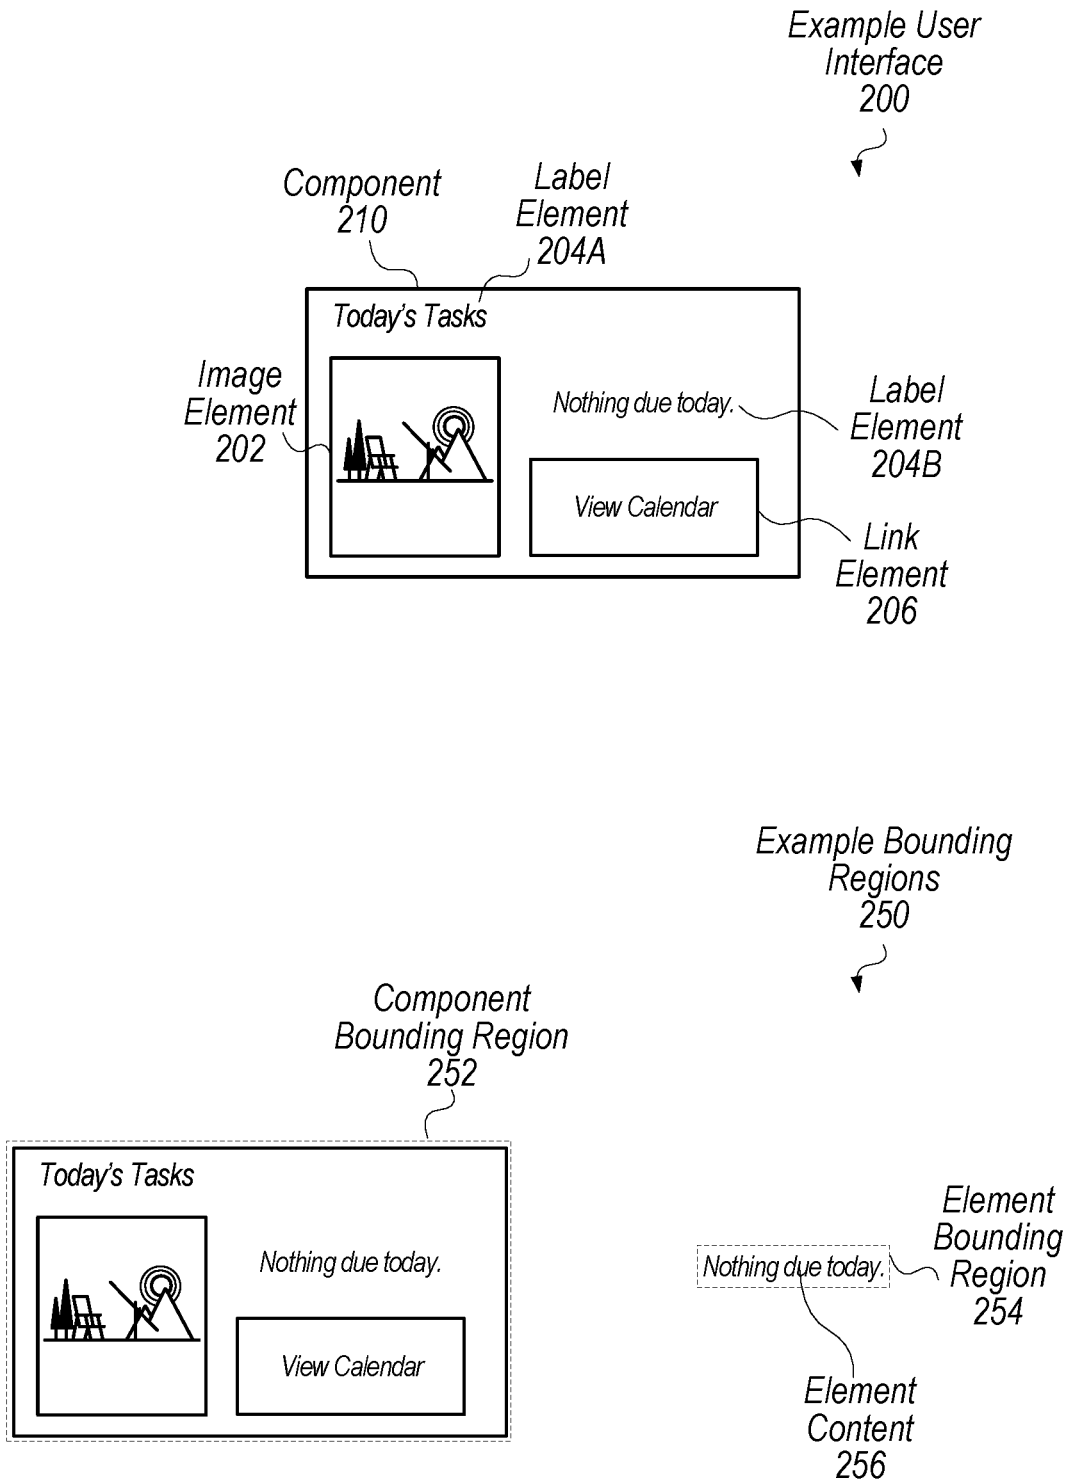 Example User
Interface
200
Component
210
Label
Element
204A
Today's Tasks
Image
Element
202
Nothing due today.
Label
Element
204B
View Calendar
Link
Element
206
Example Bounding
Regions
250
Component
Bounding Region
252
Today's Tasks
Nothing due today.
View Calendar
Nothing due today.
Element
Bounding
Region
254
Element
Content
256